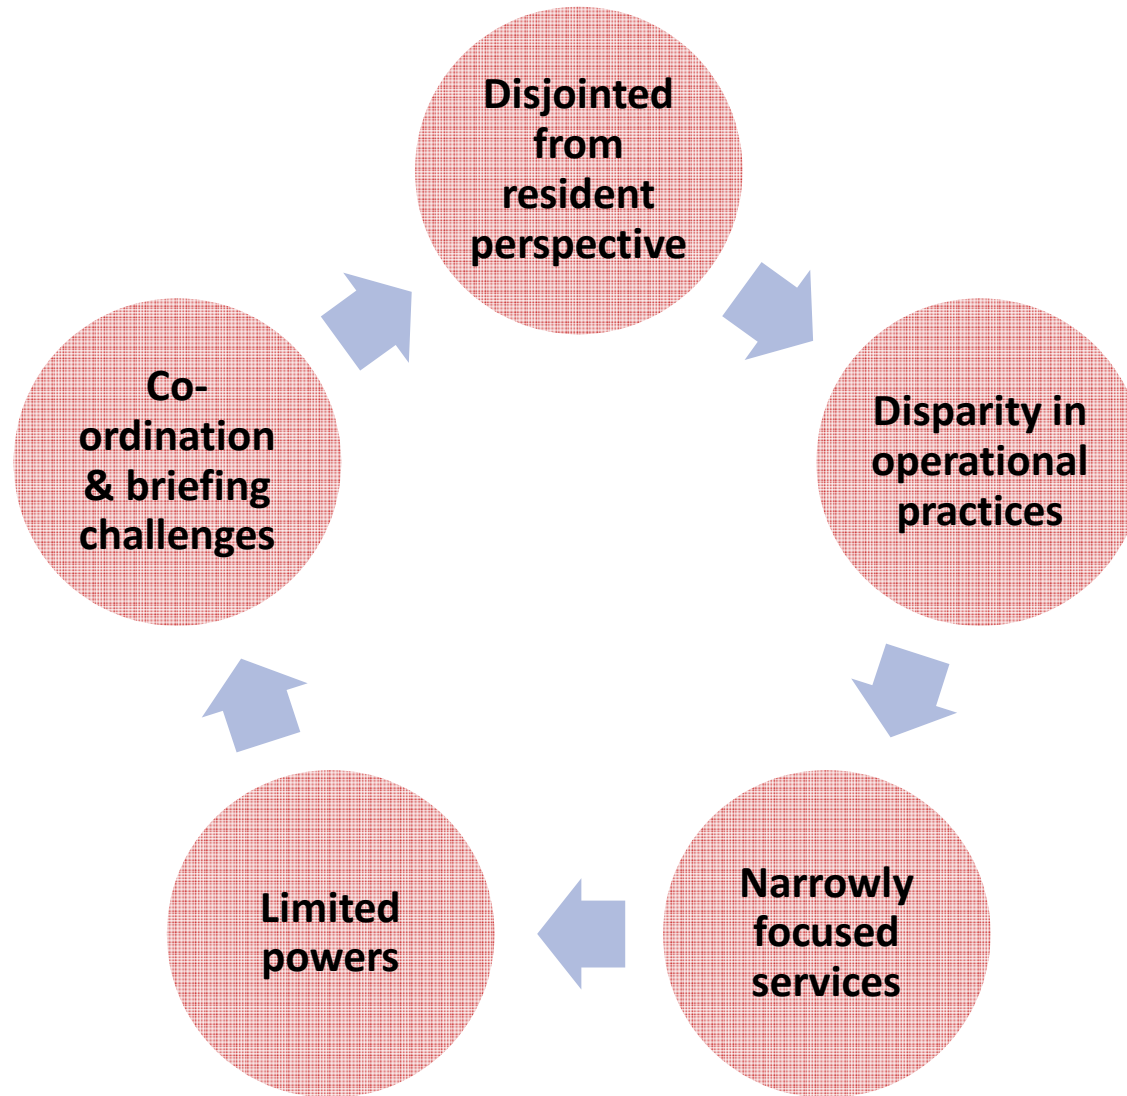 Disjointed
from
resident
perspective
Disparity in
operational
practices
Narrowly
focused
services
Limited
powers
Co-
ordination
& briefing
challenges